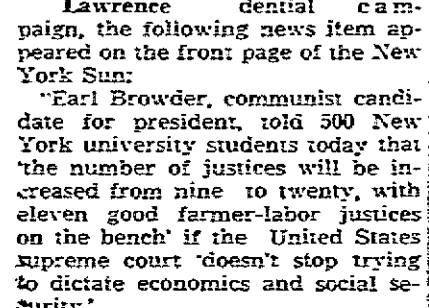 Lawrence dential cam-
paign, the following news item ap-
peared on the front page of the New
York Sun:
"Earl Browder, communist candi-
date for president, told 500 New
York university students today that
'the number of justices will be in-
creased from nine to twenty, with
eleven good farmer-labor justices
on the bench' if the United States
supreme court 'doesn't stop trying
to dictate economics and social se-
curity.'